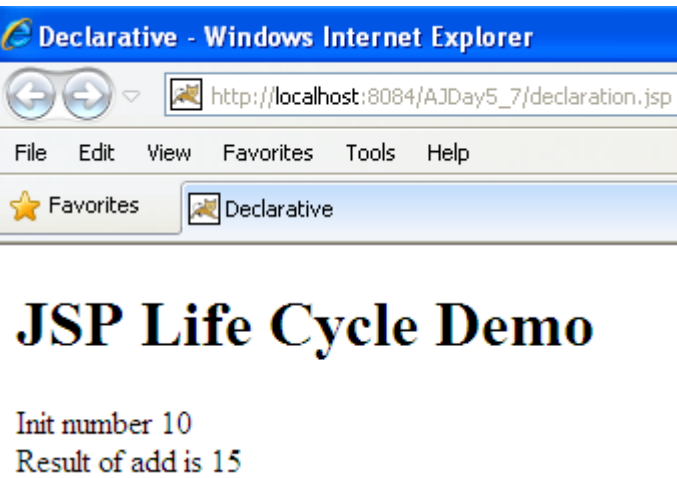 Declarative - Windows Internet Explorer
http://localhost:8084/AJDay5_7/declaration.jsp
File Edit View Favorites Tools Help
Favorites Declarative
JSP Life Cycle Demo
Init number 10
Result of add is 15